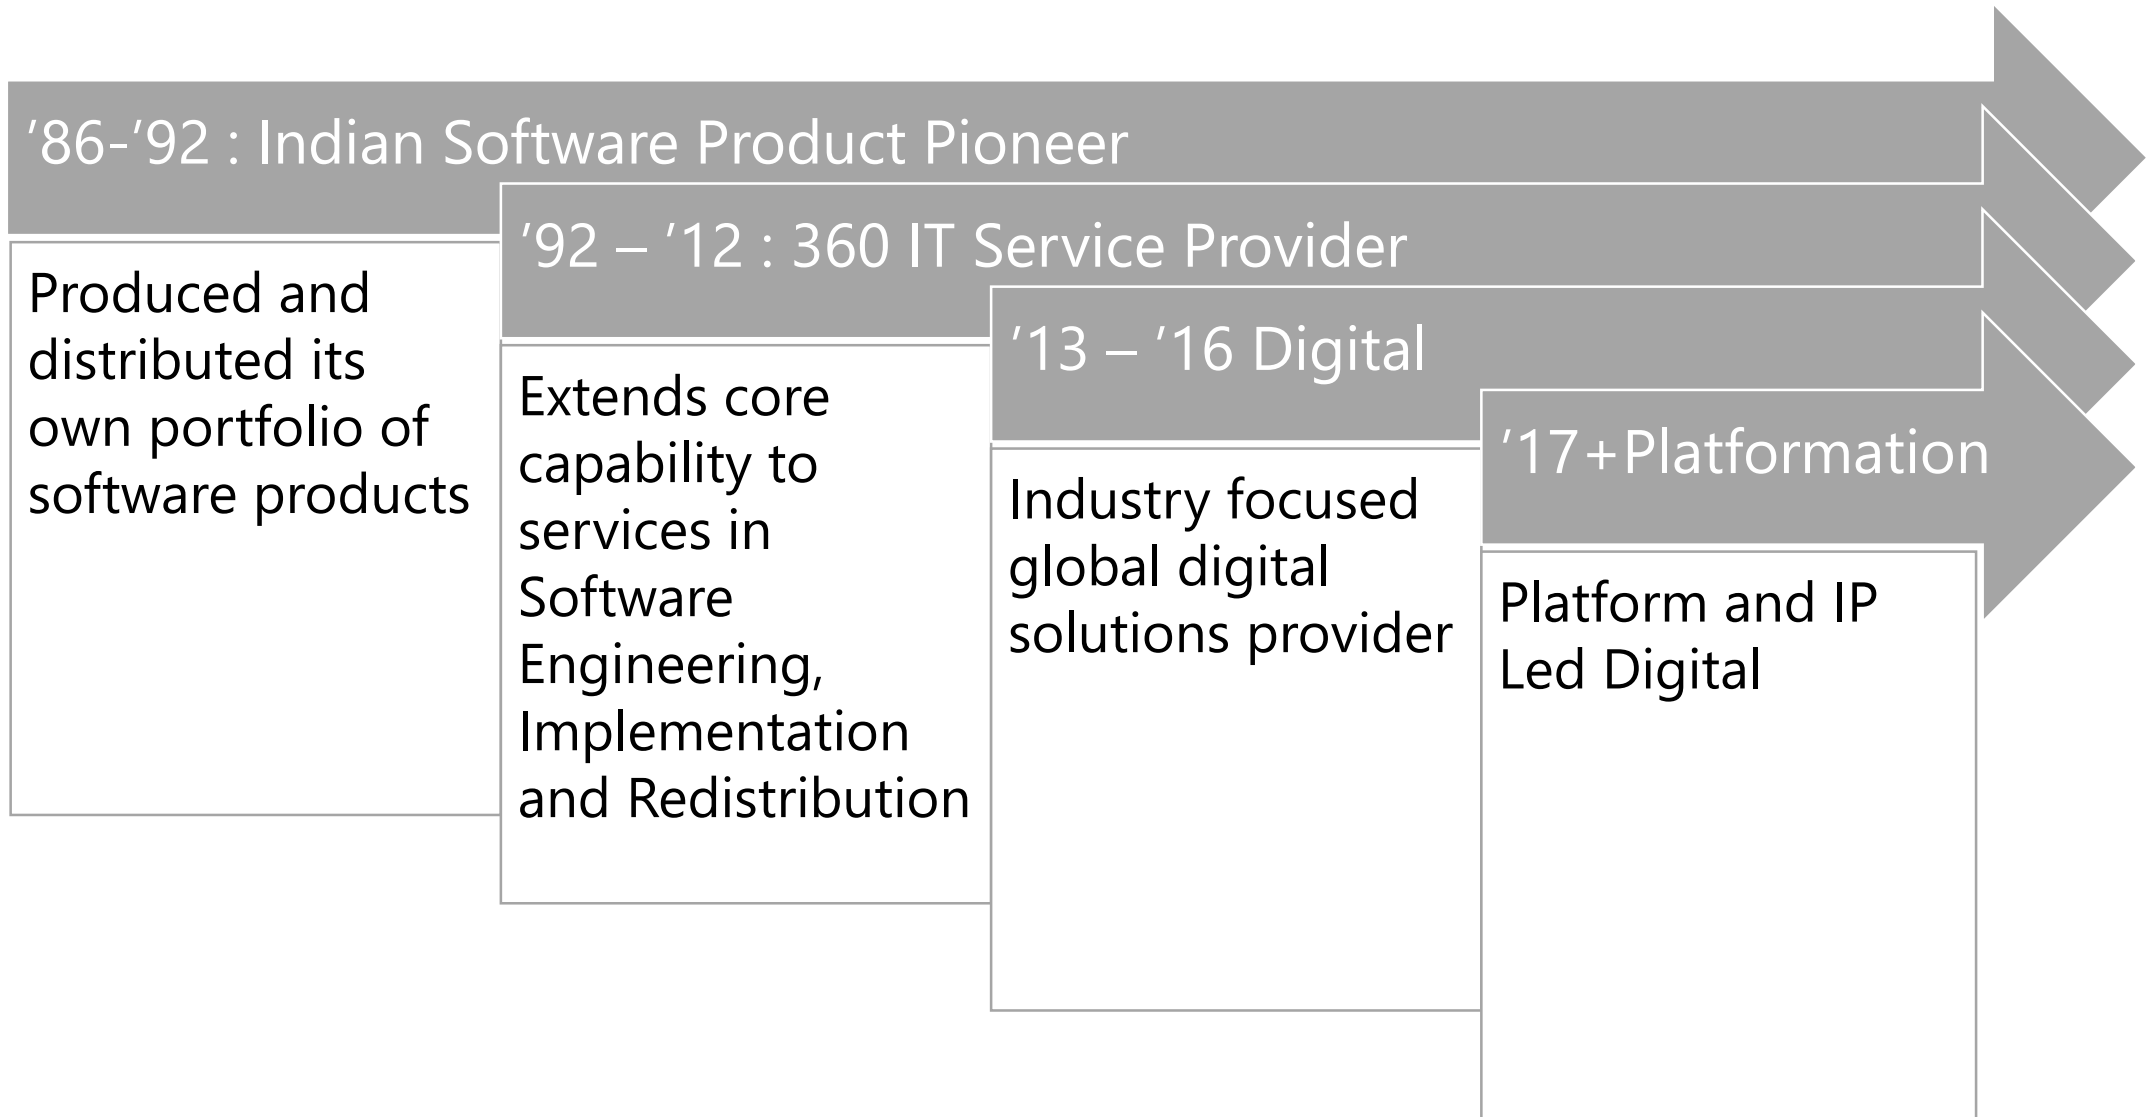 ’86-’92 : Indian Software Product Pioneer
Produced and
distributed its
own portfolio of
software products
’92 – ’12 : 360 IT Service Provider
Extends core
capability to
services in
Software
Engineering,
Implementation
and Redistribution
’13 – ’16 Digital
Industry focused
global digital
solutions provider
’17+Platformation
Platform and IP
Led Digital